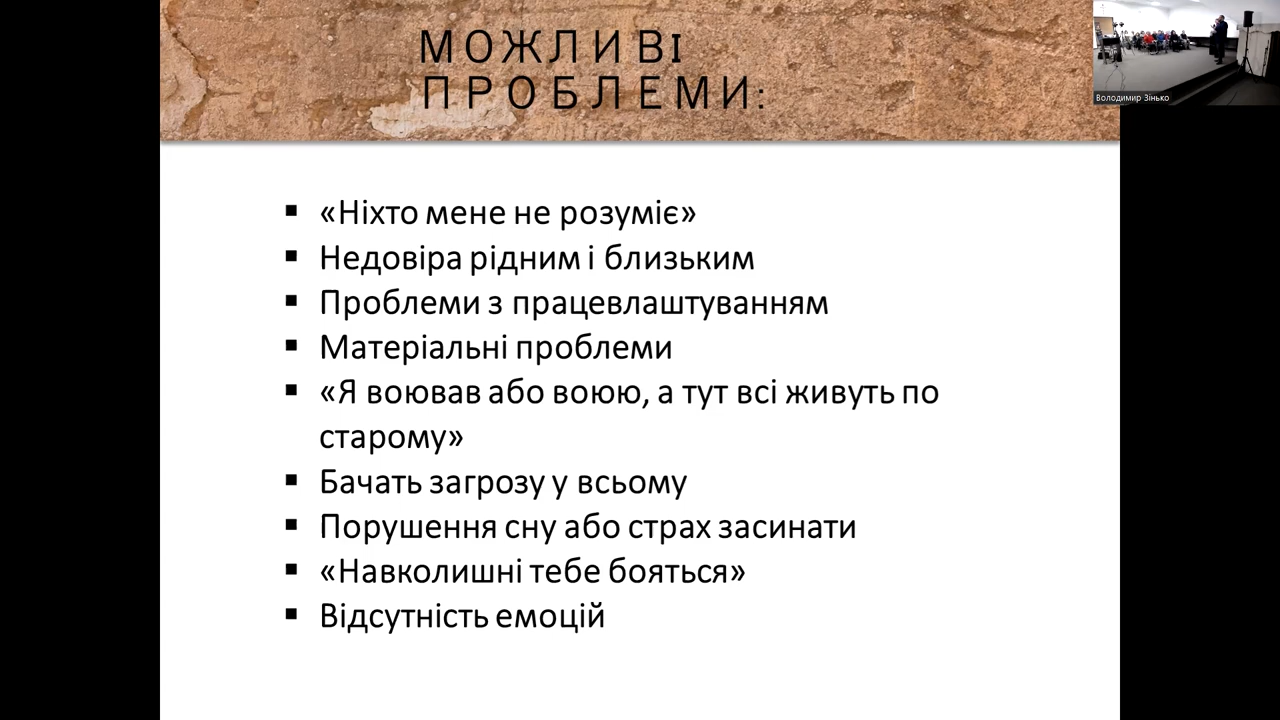 МОЖЛИВІ
ПРОБЛЕМИ:
Володимир Зінько
▪ «Ніхто мене не розуміє»
▪ Недовіра рідним і близьким
▪ Проблеми з працевлаштуванням
▪ Матеріальні проблеми
▪ «Я воював або воюю, а тут всі живуть по
старому»
▪ Бачать загрозу у всьому
▪ Порушення сну або страх засинати
▪ «Навколишні тебе бояться»
▪ Відсутність емоцій